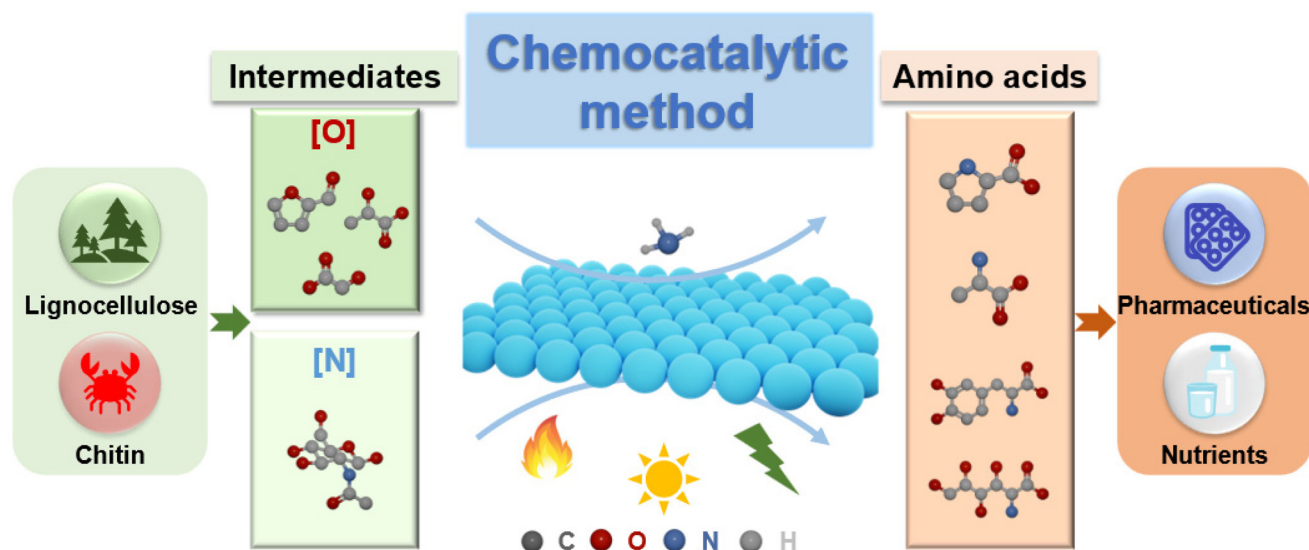 Chemocatalytic
method
Intermediates
Amino acids
[O]
[N]
Lignocellulose
Chitin
Pharmaceuticals
Nutrients
C O N H